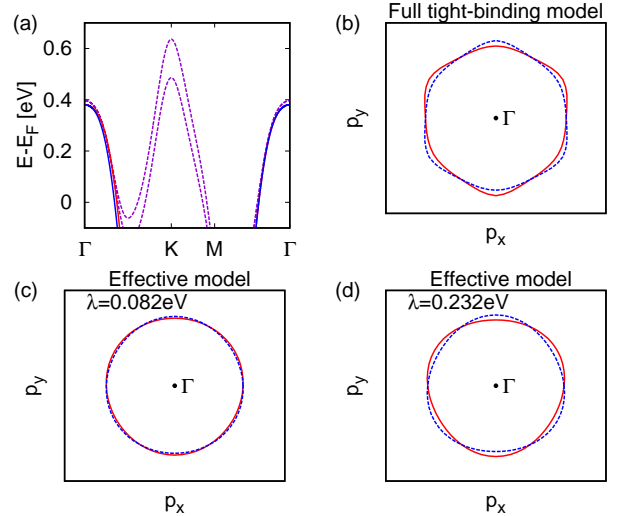 (a)
E-E_F [eV]
0.6
0.4
0.2
0
Γ K M Γ
(b)
Full tight-binding model
p_y
Γ
p_x
(c)
Effective model
λ=0.082eV
p_y
Γ
p_x
(d)
Effective model
λ=0.232eV
p_y
Γ
p_x